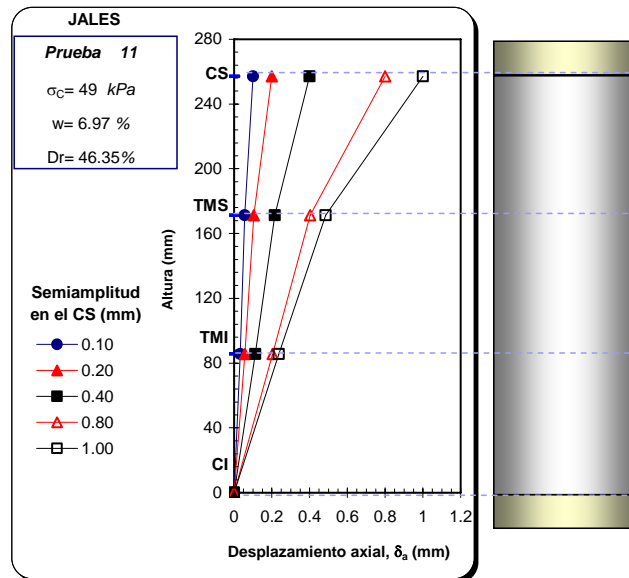 JALES
Prueba 11
σC= 49 kPa
w= 6.97 %
Dr= 46.35%
Semiamplitud
en el CS (mm)
0.10
0.20
0.40
0.80
1.00
Altura (mm)
280
260
200
160
120
80
40
0
CS
TMS
TMI
CI
0 0.2 0.4 0.6 0.8 1 1.2
Desplazamiento axial, δa (mm)